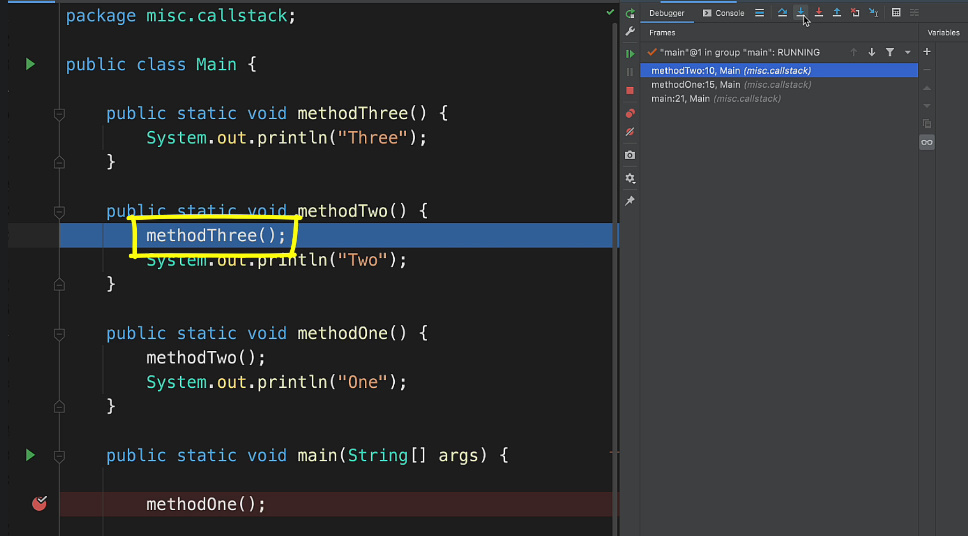 package misc.callstack;
public class Main {
public static void methodThree() {
System.out.println("Three");
}
public static void methodTwo() {
methodThree();
System.out.println("Two");
}
public static void methodOne() {
methodTwo();
System.out.println("One");
}
public static void main(String[] args) {
methodOne();
Debugger
Console
Frames
Variables
"main"@1 in group "main": RUNNING
methodTwo:10, Main (misc.callstack)
methodOne:15, Main (misc.callstack)
main:21, Main (misc.callstack)